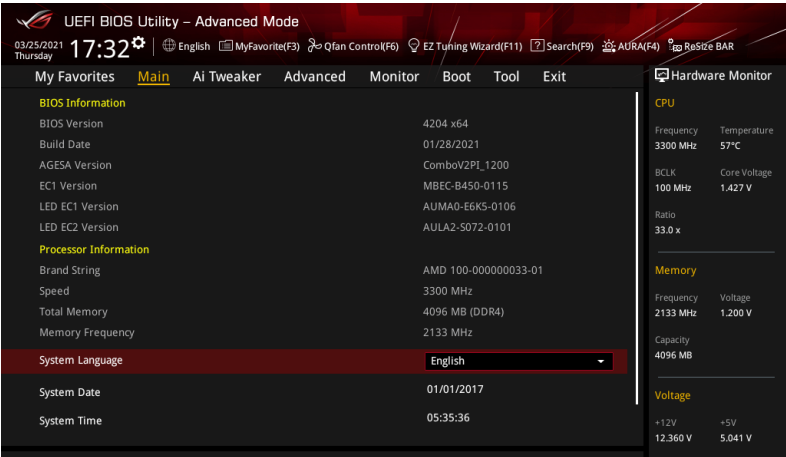 UEFI BIOS Utility – Advanced Mode
03/25/2021 Thursday 17:32 English MyFavorite(F3) Qfan Control(F6) EZ Tuning Wizard(F11) Search(F9) AURA(F4) ReSize BAR
My Favorites Main Ai Tweaker Advanced Monitor Boot Tool Exit
BIOS Information
BIOS Version 4204 x64
Build Date 01/28/2021
AGESA Version ComboV2PI_1200
EC1 Version MBEC-B450-0115
LED EC1 Version AUMA0-E6K5-0106
LED EC2 Version AULA2-S072-0101
Processor Information
Brand String AMD 100-000000033-01
Speed 3300 MHz
Total Memory 4096 MB (DDR4)
Memory Frequency 2133 MHz
System Language English
System Date 01/01/2017
System Time 05:35:36
Hardware Monitor
CPU
Frequency Temperature
3300 MHz 57°C
BCLK Core Voltage
100 MHz 1.427 V
Ratio
33.0 x
Memory
Frequency Voltage
2133 MHz 1.200 V
Capacity
4096 MB
Voltage
+12V +5V
12.360 V 5.041 V